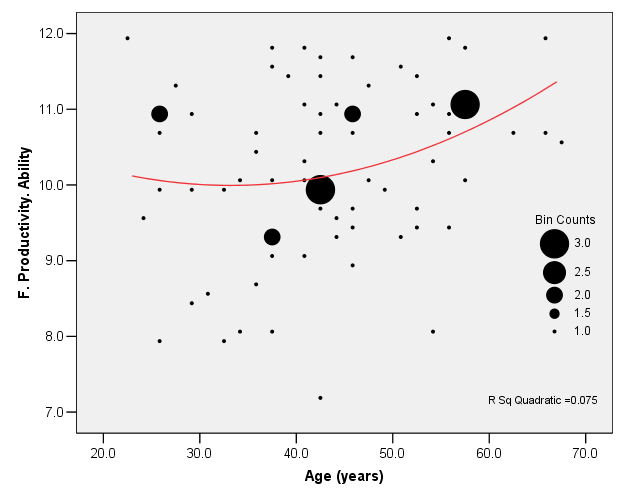 12.0
11.0
10.0
9.0
8.0
7.0
F. Productivity. Ability
Bin Counts
3.0
2.5
2.0
1.5
1.0
R Sq Quadratic =0.075
20.0 30.0 40.0 50.0 60.0 70.0
Age (years)